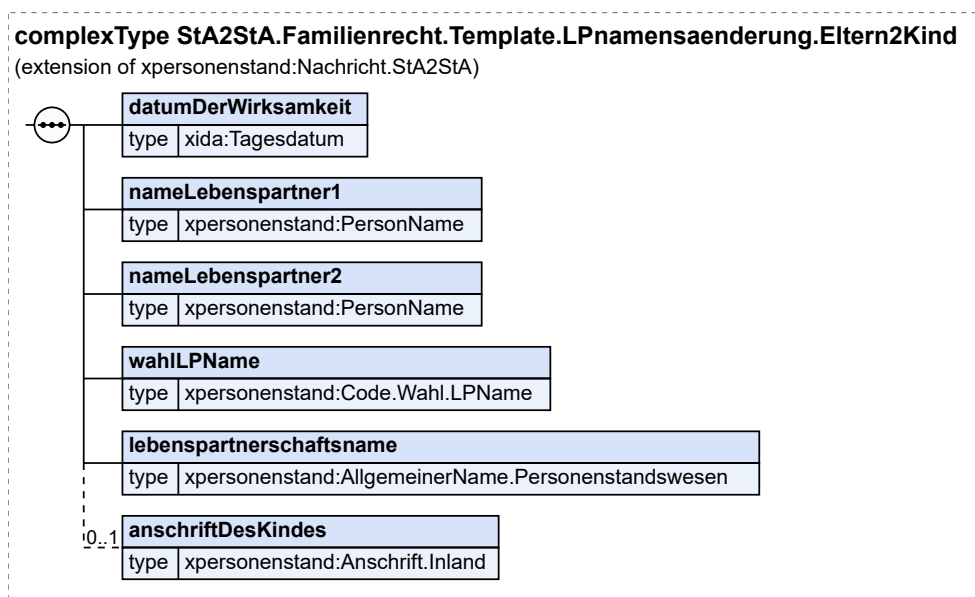 complexType StA2StA.Familienrecht.Template.LPnamensaenderung.Eltern2Kind
(extension of xpersonenstand:Nachricht.StA2StA)
datumDerWirksamkeit
type xida:Tagesdatum
nameLebenspartner1
type xpersonenstand:PersonName
nameLebenspartner2
type xpersonenstand:PersonName
wahlLPName
type xpersonenstand:Code.Wahl.LPName
lebenspartnerschaftsname
type xpersonenstand:AllgemeinerName.Personenstandswesen
0..1 anschriftDesKindes
type xpersonenstand:Anschrift.Inland